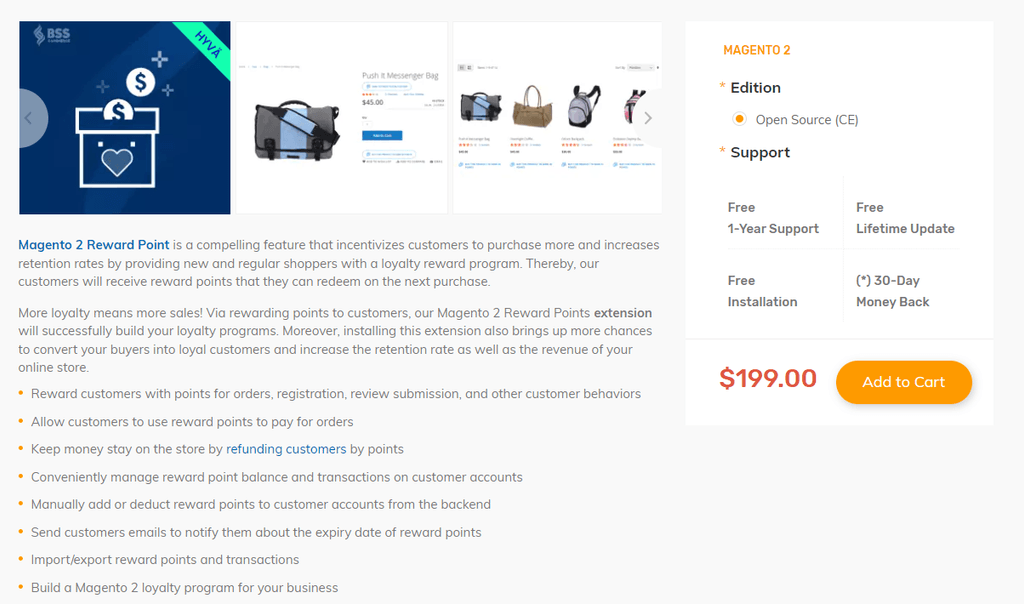 BSS
HYVÄ
Push It Messenger Bag
$45.00
Magento 2 Reward Point is a compelling feature that incentivizes customers to purchase more and increases
retention rates by providing new and regular shoppers with a loyalty reward program. Thereby, our
customers will receive reward points that they can redeem on the next purchase.
More loyalty means more sales! Via rewarding points to customers, our Magento 2 Reward Points extension
will successfully build your loyalty programs. Moreover, installing this extension also brings up more chances
to convert your buyers into loyal customers and increase the retention rate as well as the revenue of your
online store.
Reward customers with points for orders, registration, review submission, and other customer behaviors
Allow customers to use reward points to pay for orders
Keep money stay on the store by refunding customers by points
Conveniently manage reward point balance and transactions on customer accounts
Manually add or deduct reward points to customer accounts from the backend
Send customers emails to notify them about the expiry date of reward points
Import/export reward points and transactions
Build a Magento 2 loyalty program for your business
MAGENTO 2
* Edition
Open Source (CE)
* Support
Free
1-Year Support
Free
Lifetime Update
Free
Installation
(*) 30-Day
Money Back
$199.00
Add to Cart